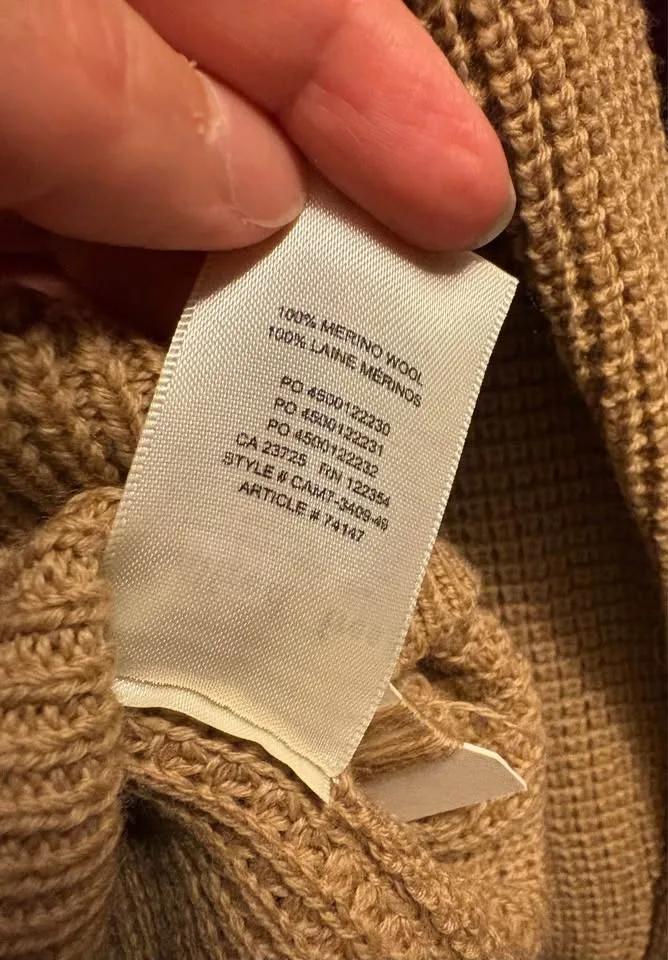 100% MERINO WOOL
100% LAINE MÉRINOS
PO 4500122230
PO 4500122231
PO 4500122232
CA 23725 RN 122354
STYLE # CAMT-3409-49
ARTICLE # 74147